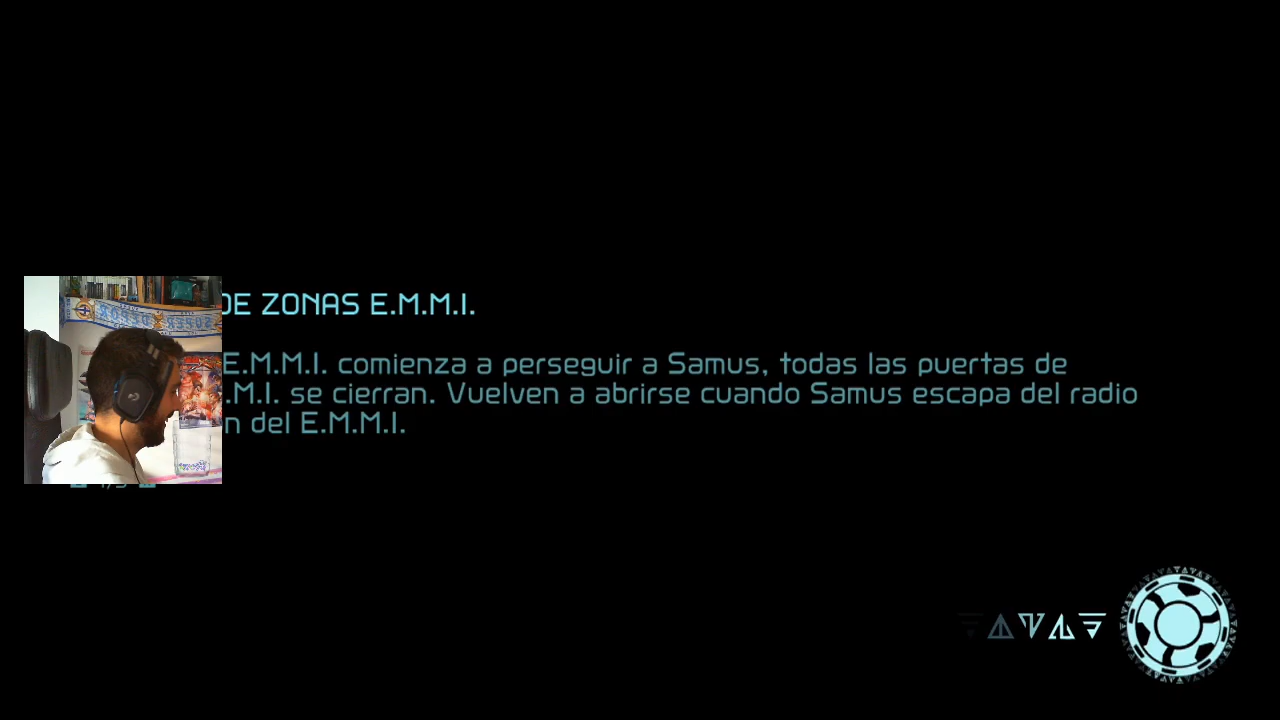 DE ZONAS E.M.M.I.
E.M.M.I. comienza a perseguir a Samus, todas las puertas de
.M.I. se cierran. Vuelven a abrirse cuando Samus escapa del radio
n del E.M.M.I.